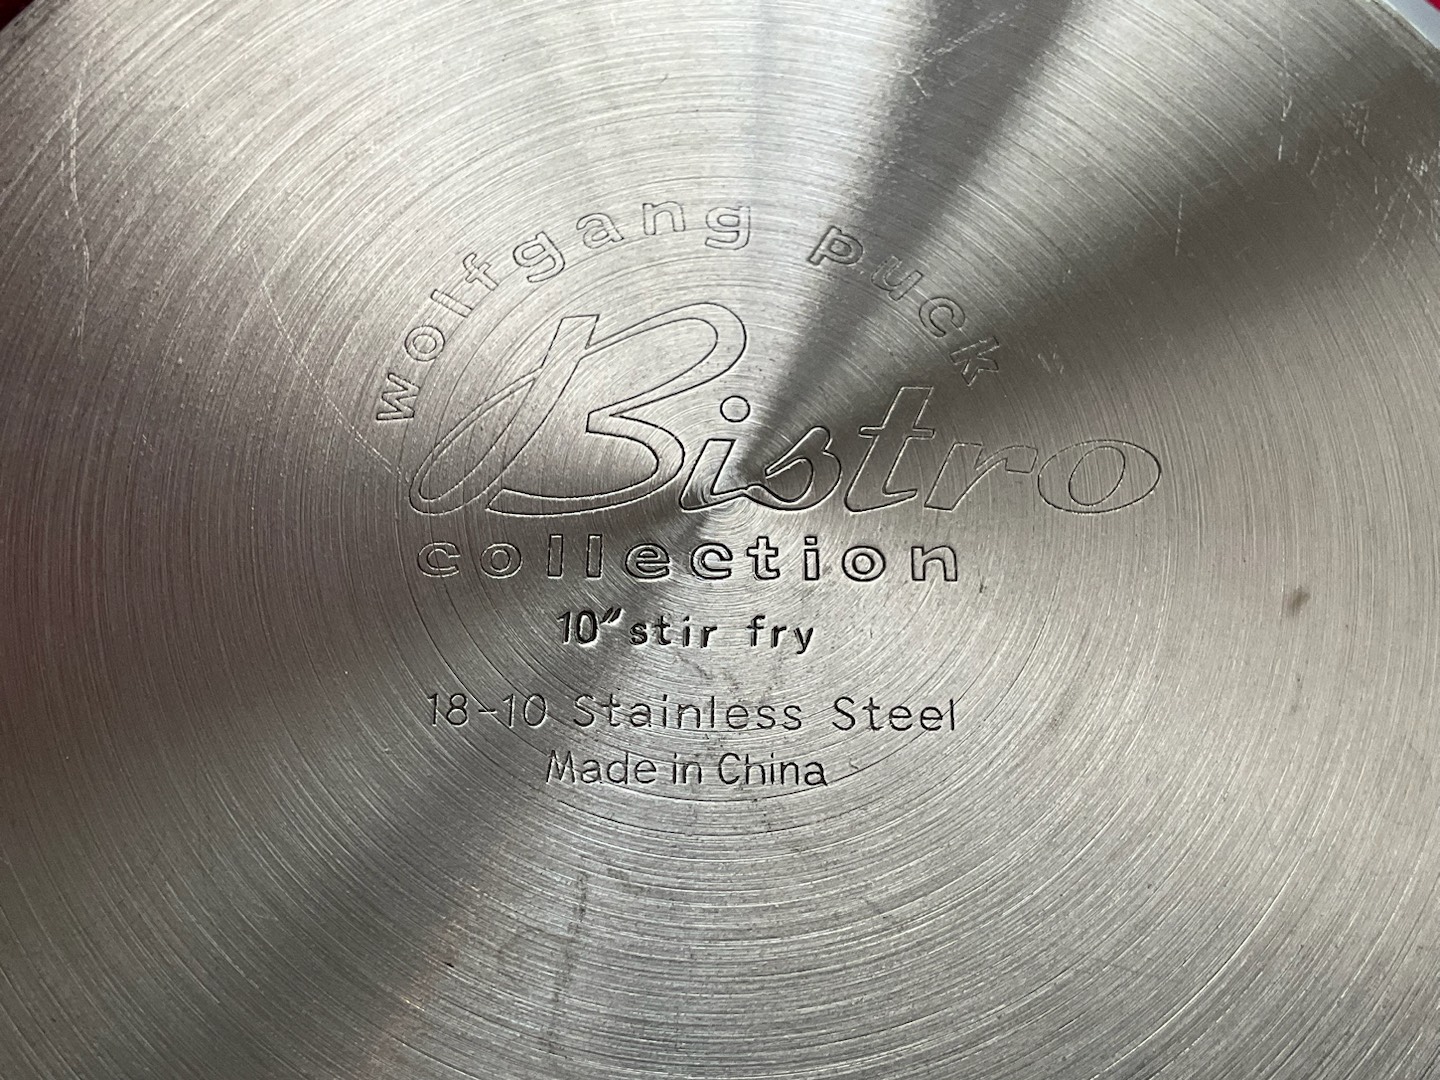 wolfgang puck
Bistro
collection
10" stir fry
18-10 Stainless Steel
Made in China